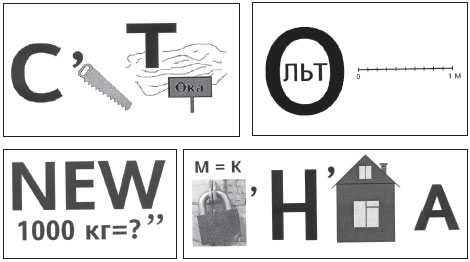 С ’ Т
Ока
О
ЛЬТ
0 1 М
NEW
1000 кг=? ”
М = К
’ Н ’ А